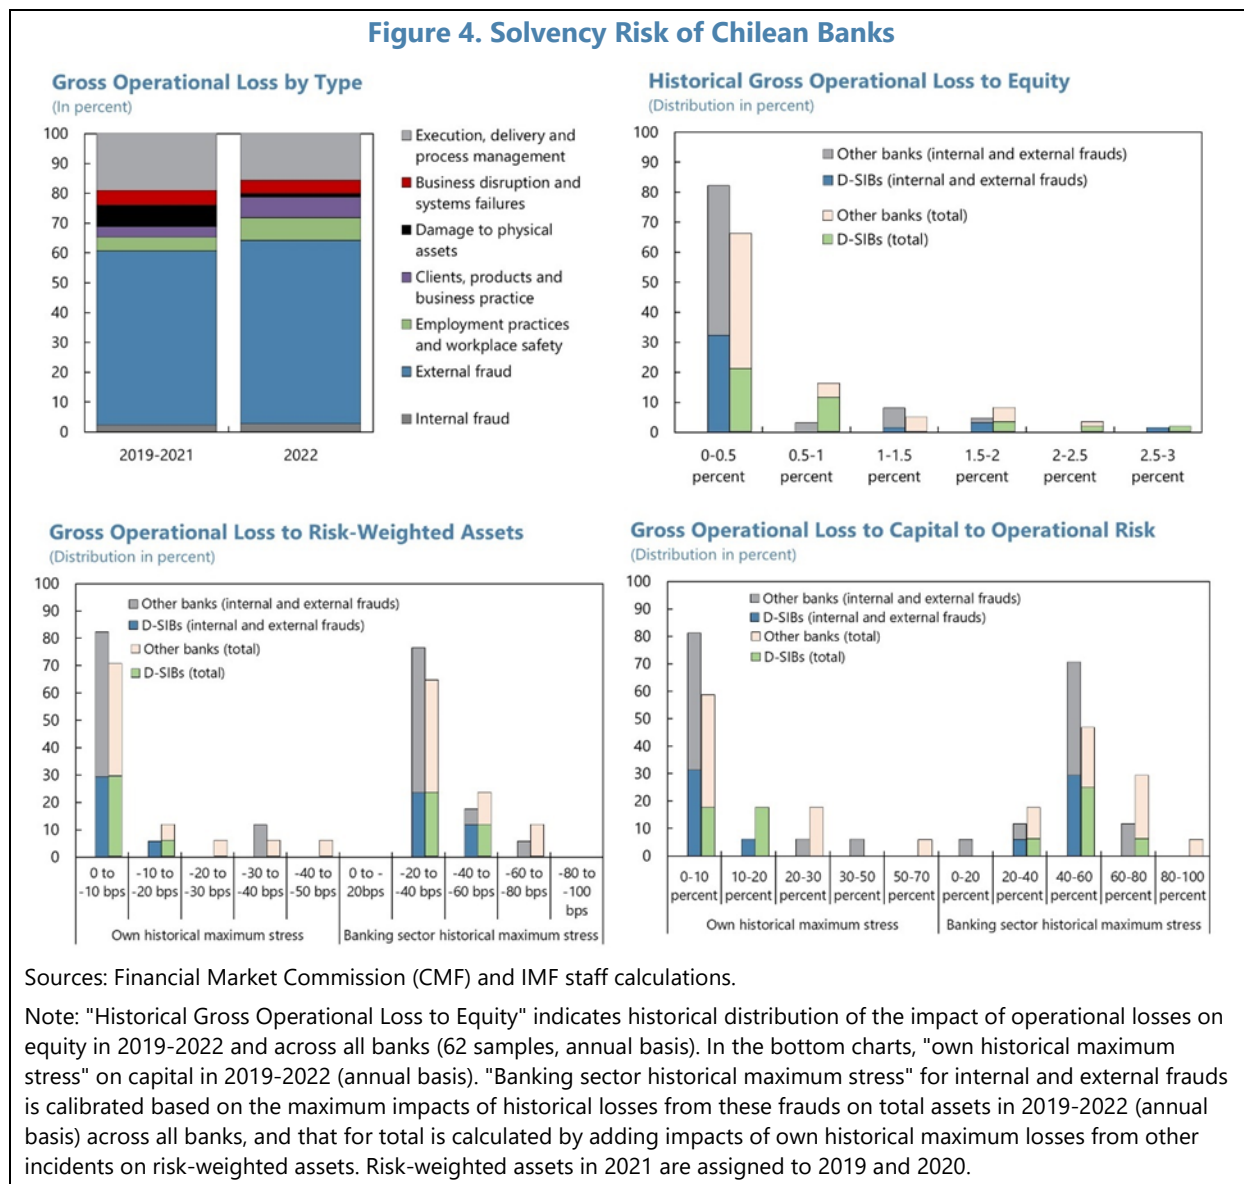 Figure 4. Solvency Risk of Chilean Banks
Gross Operational Loss by Type
(In percent)
100
90
80
70
60
50
40
30
20
10
0
2019-2021
2022
Execution, delivery and
process management
Business disruption and
systems failures
Damage to physical
assets
Clients, products and
business practice
Employment practices
and workplace safety
External fraud
Internal fraud
Historical Gross Operational Loss to Equity
(Distribution in percent)
100
90
80
70
60
50
40
30
20
10
0
Other banks (internal and external frauds)
D-SIBs (internal and external frauds)
Other banks (total)
D-SIBs (total)
0-0.5
percent
0.5-1
percent
1-1.5
percent
1.5-2
percent
2-2.5
percent
2.5-3
percent
Gross Operational Loss to Risk-Weighted Assets
(Distribution in percent)
100
90
80
70
60
50
40
30
20
10
0
Other banks (internal and external frauds)
D-SIBs (internal and external frauds)
Other banks (total)
D-SIBs (total)
0 to
-10 bps
-10 to
-20 bps
-20 to
-30 bps
-30 to
-40 bps
-40 to
-50 bps
0 to -
20bps
-20 to
-40 bps
-40 to
-60 bps
-60 to
-80 bps
-80 to
-100
bps
Own historical maximum stress
Banking sector historical maximum stress
Gross Operational Loss to Capital to Operational Risk
(Distribution in percent)
100
90
80
70
60
50
40
30
20
10
0
Other banks (internal and external frauds)
D-SIBs (internal and external frauds)
Other banks (total)
D-SIBs (total)
0-10
percent
10-20
percent
20-30
percent
30-50
percent
50-70
percent
0-20
percent
20-40
percent
40-60
percent
60-80
percent
80-100
percent
Own historical maximum stress
Banking sector historical maximum stress
Sources: Financial Market Commission (CMF) and IMF staff calculations.
Note: "Historical Gross Operational Loss to Equity" indicates historical distribution of the impact of operational losses on
equity in 2019-2022 and across all banks (62 samples, annual basis). In the bottom charts, "own historical maximum
stress" on capital in 2019-2022 (annual basis). "Banking sector historical maximum stress" for internal and external frauds
is calibrated based on the maximum impacts of historical losses from these frauds on total assets in 2019-2022 (annual
basis) across all banks, and that for total is calculated by adding impacts of own historical maximum losses from other
incidents on risk-weighted assets. Risk-weighted assets in 2021 are assigned to 2019 and 2020.